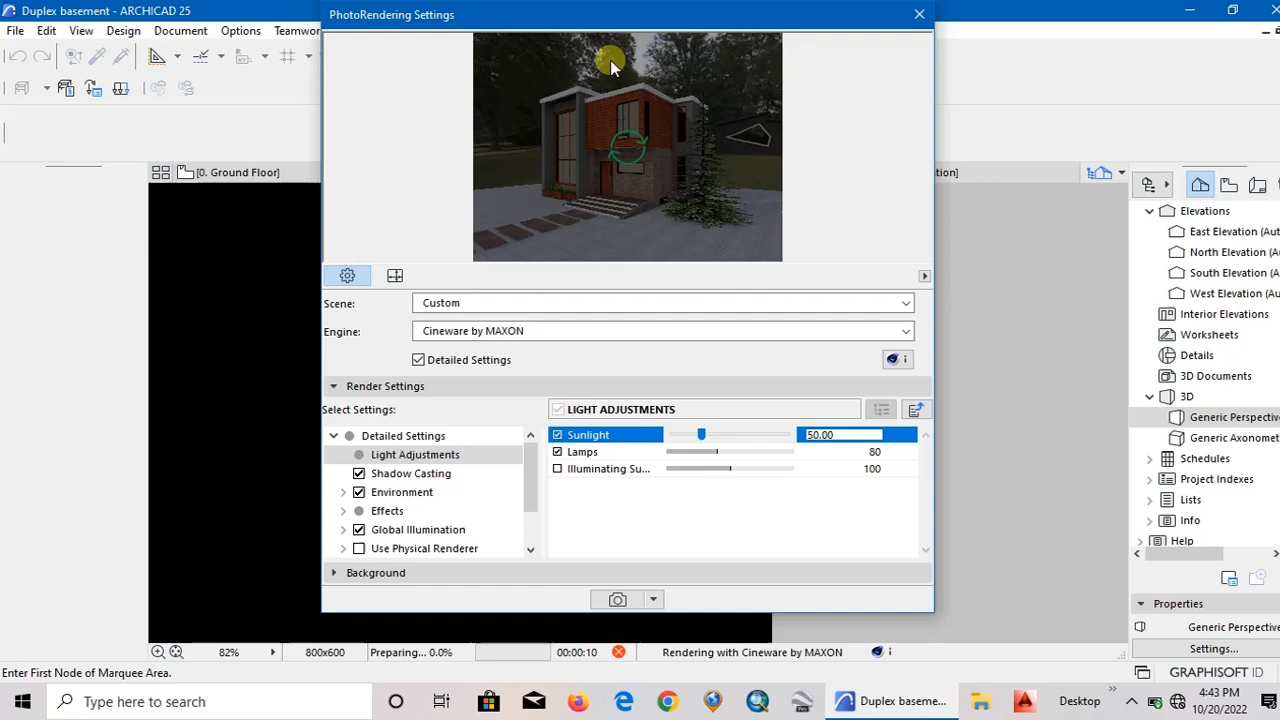 Duplex basement - ARCHICAD 25
PhotoRendering Settings
File Edit View Design Document Options Teamwor
[0. Ground Floor]
ion]
Scene: Custom
Engine: Cineware by MAXON
Detailed Settings
i
Render Settings
Select Settings:
LIGHT ADJUSTMENTS
Detailed Settings
Light Adjustments
Shadow Casting
Environment
Effects
Global Illumination
Use Physical Renderer
Sunlight 50.00
Lamps 80
Illuminating Su... 100
Background
Elevations
East Elevation (Au
North Elevation (A
South Elevation (A
West Elevation (Au
Interior Elevations
Worksheets
Details
3D Documents
3D
Generic Perspectiv
Generic Axonomet
Schedules
Project Indexes
Lists
Info
Help
Properties
Generic Perspectiv
Settings...
82% 800x600 Preparing... 0.0% 00:00:10 Rendering with Cineware by MAXON i
Enter First Node of Marquee Area.
GRAPHISOFT ID
Type here to search
Duplex baseme...
Desktop
4:43 PM
10/20/2022